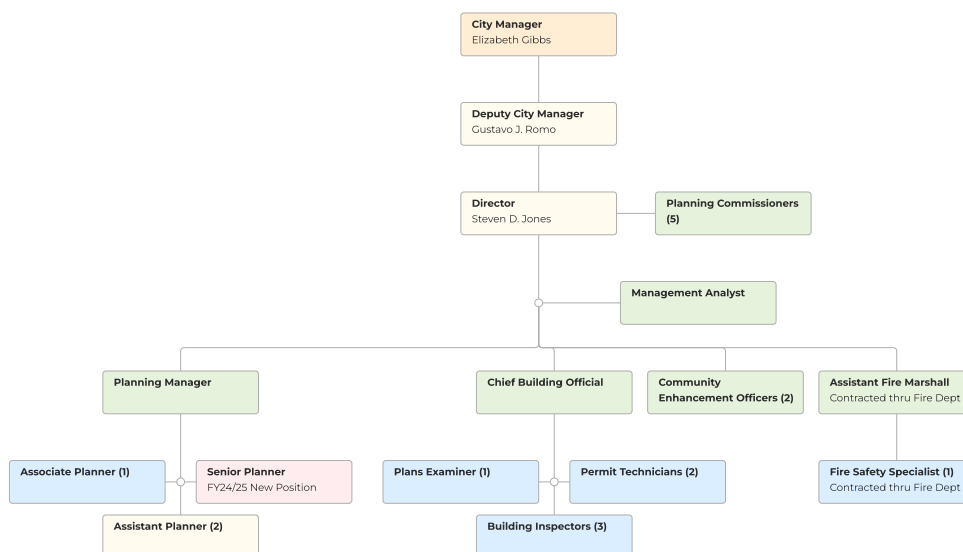 City Manager
Elizabeth Gibbs
Deputy City Manager
Gustavo J. Romo
Director
Steven D. Jones
Planning Commissioners
(5)
Management Analyst
Planning Manager
Chief Building Official
Community
Enhancement Officers (2)
Assistant Fire Marshall
Contracted thru Fire Dept
Associate Planner (1)
Senior Planner
FY24/25 New Position
Plans Examiner (1)
Permit Technicians (2)
Fire Safety Specialist (1)
Contracted thru Fire Dept
Assistant Planner (2)
Building Inspectors (3)